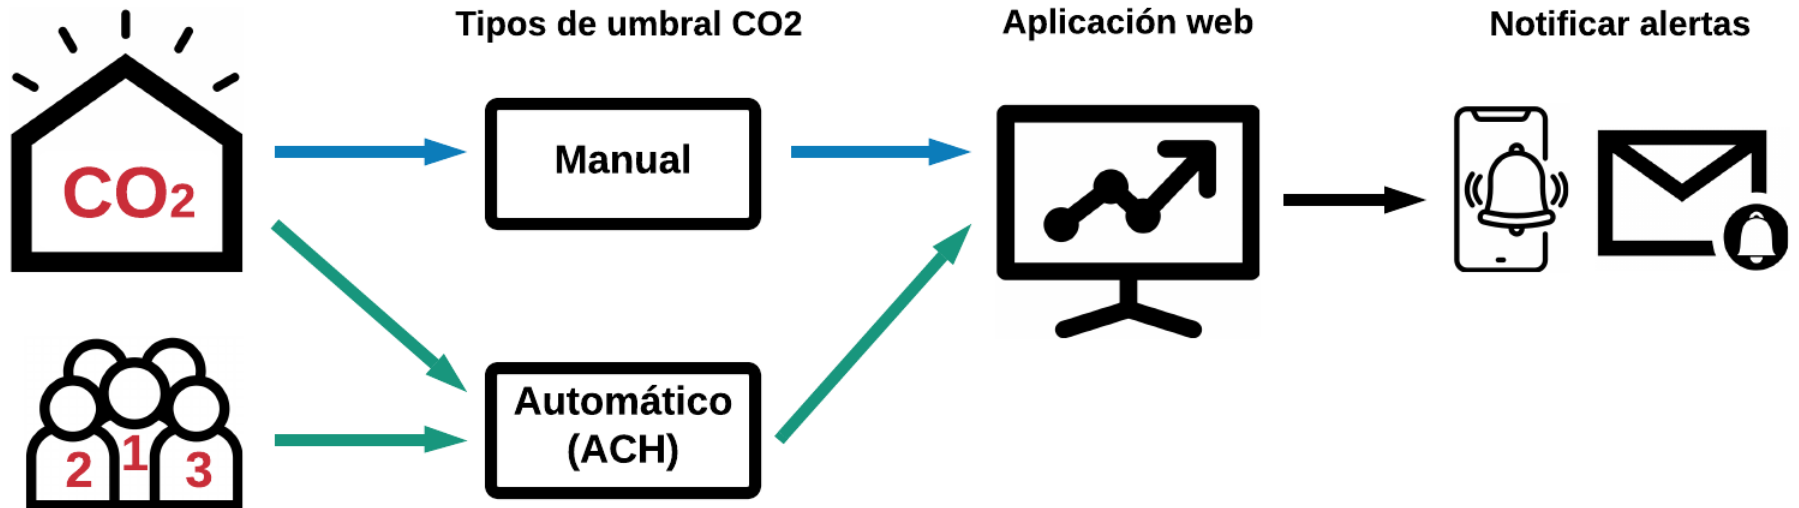 Tipos de umbral CO2
Aplicación web
Notificar alertas
CO2
Manual
Automático
(ACH)
2 1 3